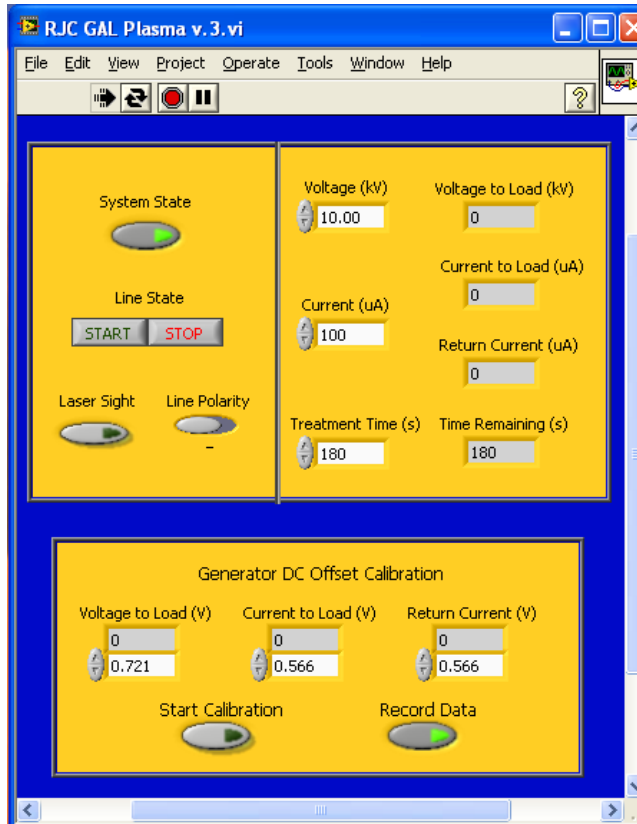 RJC GAL Plasma v.3.vi
File Edit View Project Operate Tools Window Help
System State
Line State
START STOP
Laser Sight Line Polarity
–
Voltage (kV) Voltage to Load (kV)
10.00 0
Current to Load (uA)
0
Current (uA)
100
Return Current (uA)
0
Treatment Time (s) Time Remaining (s)
180 180
Generator DC Offset Calibration
Voltage to Load (V) Current to Load (V) Return Current (V)
0 0 0
0.721 0.566 0.566
Start Calibration Record Data